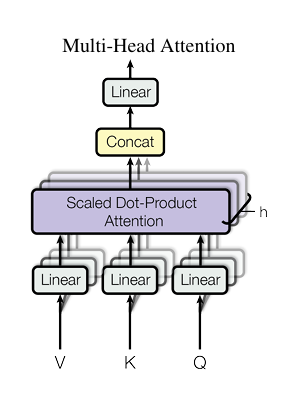 Multi-Head Attention
Linear
Concat
Scaled Dot-Product
Attention
h
Linear Linear Linear
V K Q